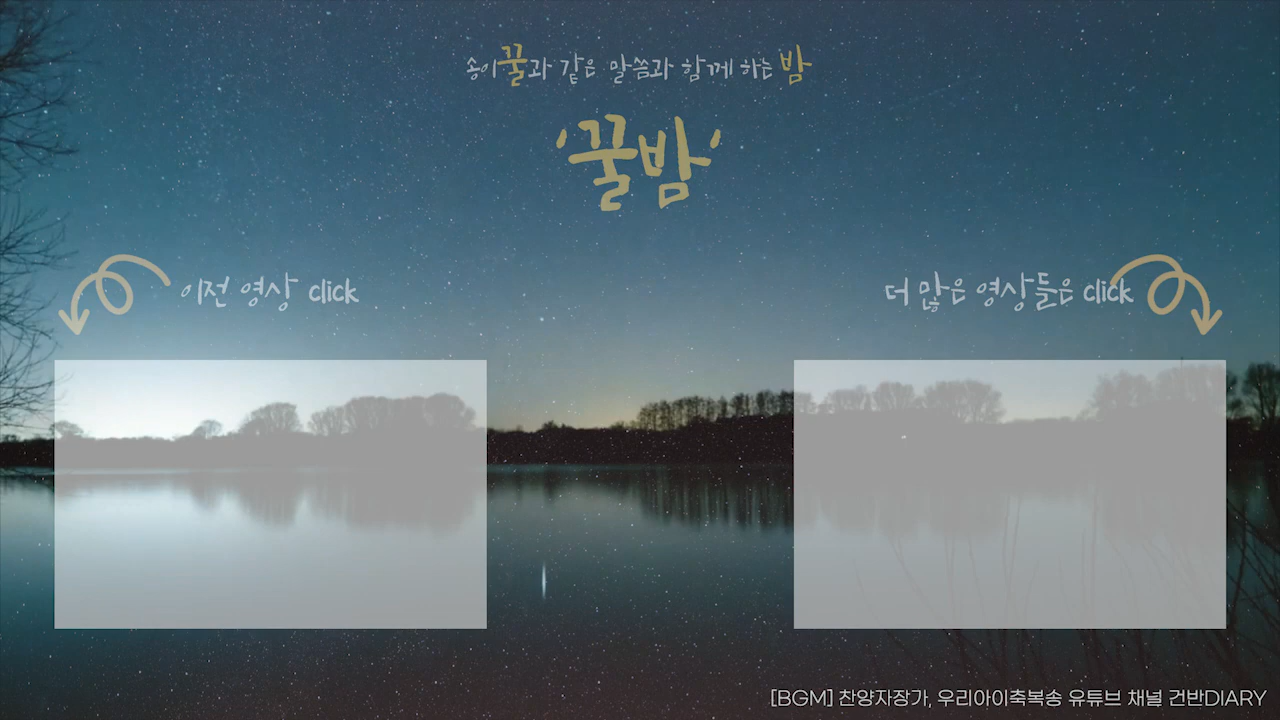 송이꿀과 같은 말씀과 함께 하는 밤
'꿀밤'
이전 영상 click
더 많은 영상들은 click
[BGM] 찬양자장가, 우리아이축복송 유튜브 채널 건반DIARY